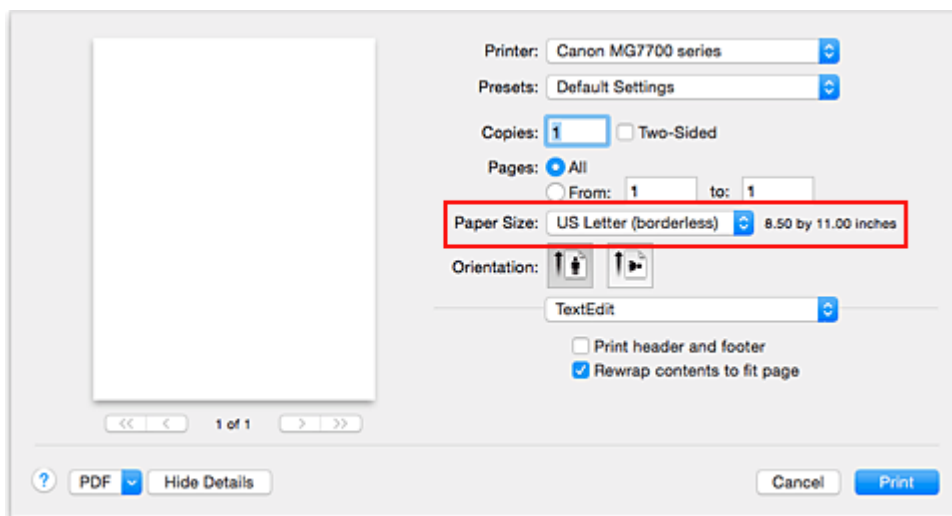 Printer: Canon MG7700 series
Presets: Default Settings
Copies: 1 Two-Sided
Pages: All
From: 1 to: 1
Paper Size: US Letter (borderless) 8.50 by 11.00 inches
Orientation:
TextEdit
Print header and footer
Rewrap contents to fit page
<< < 1 of 1 > >>
? PDF Hide Details Cancel Print